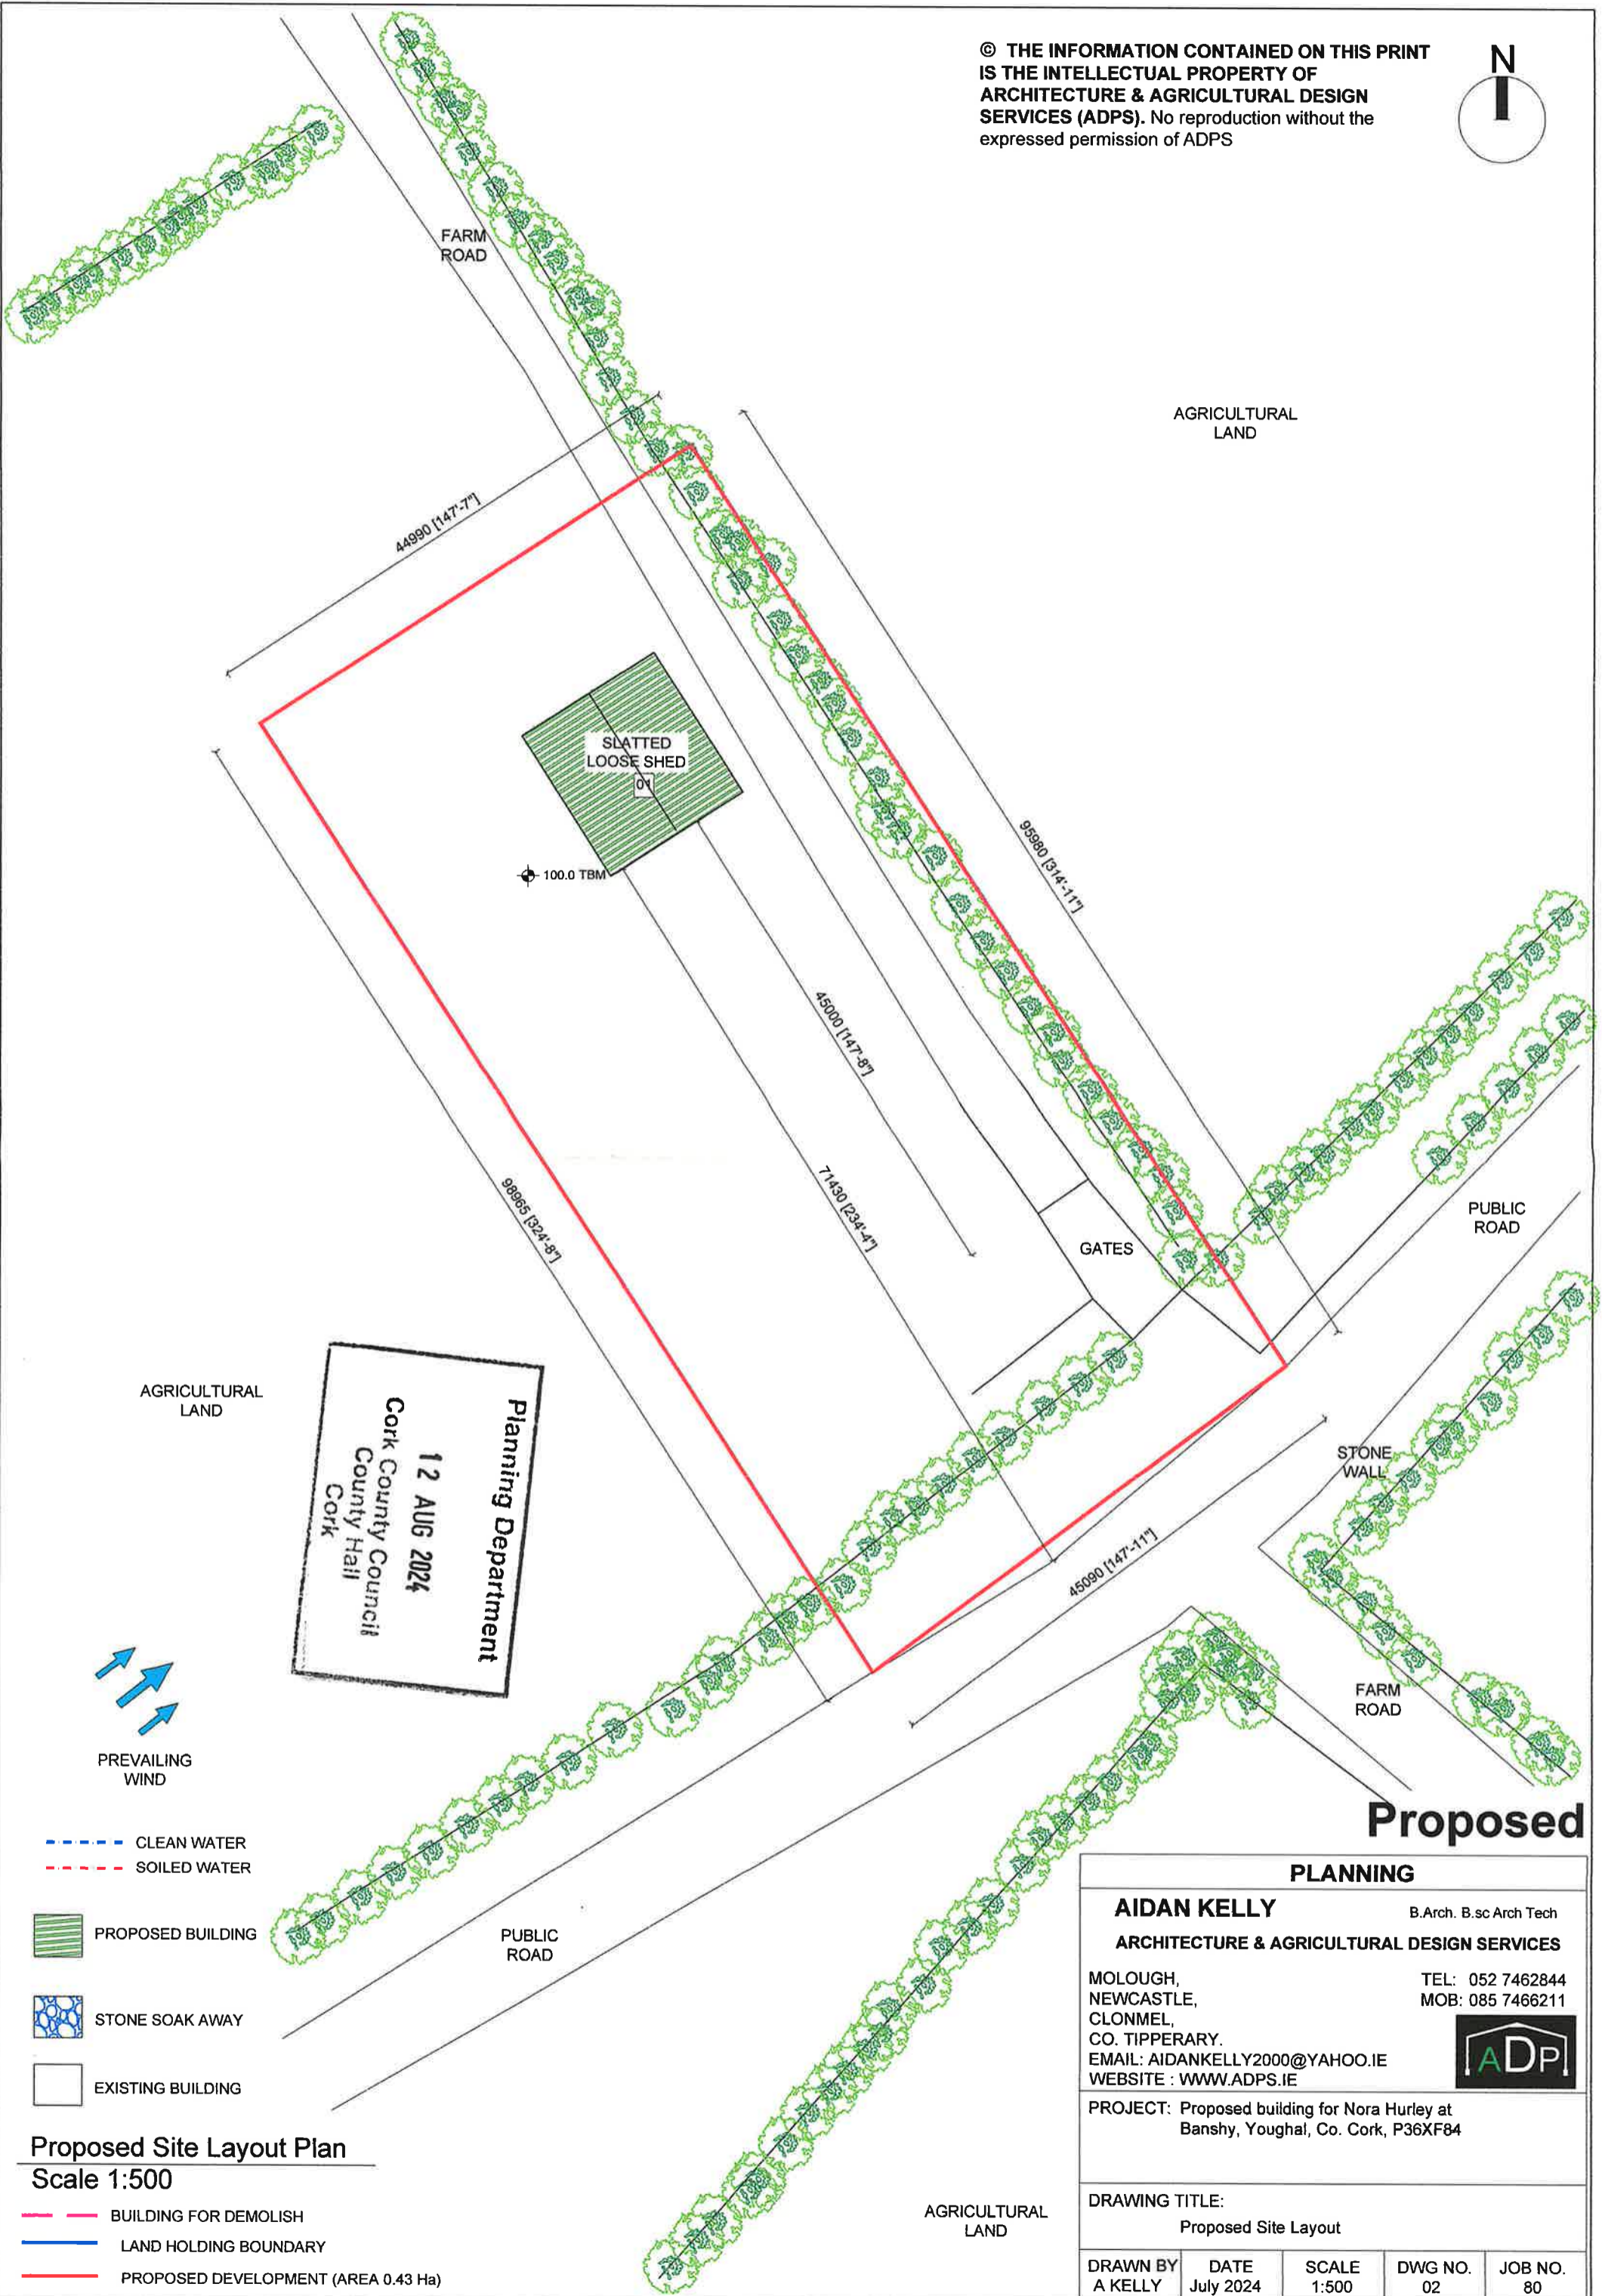 © THE INFORMATION CONTAINED ON THIS PRINT
IS THE INTELLECTUAL PROPERTY OF
ARCHITECTURE & AGRICULTURAL DESIGN
SERVICES (ADPS). No reproduction without the
expressed permission of ADPS
N
FARM
ROAD
AGRICULTURAL
LAND
44990 [147'-7"]
SLATTED
LOOSE SHED
01
100.0 TBM
95980 [314'-11"]
45000 [147'-8"]
71430 [234'-4"]
98965 [324'-8"]
GATES
PUBLIC
ROAD
AGRICULTURAL
LAND
Planning Department
12 AUG 2024
Cork County Council
County Hall
Cork
STONE
WALL
45090 [147'-11"]
FARM
ROAD
PREVAILING
WIND
CLEAN WATER
SOILED WATER
PROPOSED BUILDING
PUBLIC
ROAD
STONE SOAK AWAY
EXISTING BUILDING
Proposed Site Layout Plan
Scale 1:500
BUILDING FOR DEMOLISH
LAND HOLDING BOUNDARY
PROPOSED DEVELOPMENT (AREA 0.43 Ha)
AGRICULTURAL
LAND
Proposed
PLANNING
AIDAN KELLY B.Arch. B.sc Arch Tech
ARCHITECTURE & AGRICULTURAL DESIGN SERVICES
MOLOUGH, TEL: 052 7462844
NEWCASTLE, MOB: 085 7466211
CLONMEL,
CO. TIPPERARY.
EMAIL: AIDANKELLY2000@YAHOO.IE
WEBSITE : WWW.ADPS.IE
ADP
PROJECT: Proposed building for Nora Hurley at
Banshy, Youghal, Co. Cork, P36XF84
DRAWING TITLE:
Proposed Site Layout
DRAWN BY DATE SCALE DWG NO. JOB NO.
A KELLY July 2024 1:500 02 80